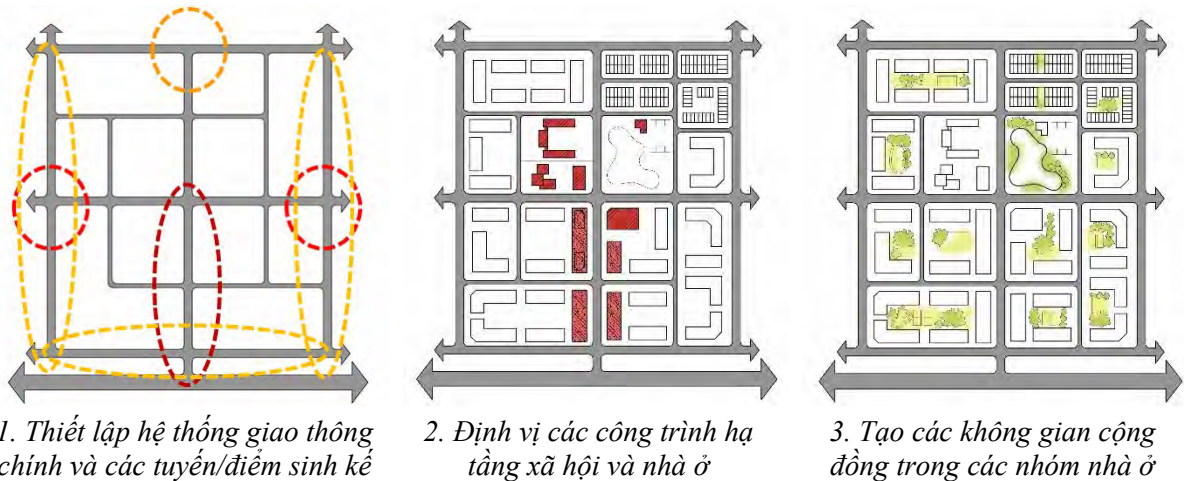 1. Thiết lập hệ thống giao thông
chính và các tuyến/điểm sinh kế
2. Định vị các công trình hạ
tầng xã hội và nhà ở
3. Tạo các không gian cộng
đồng trong các nhóm nhà ở